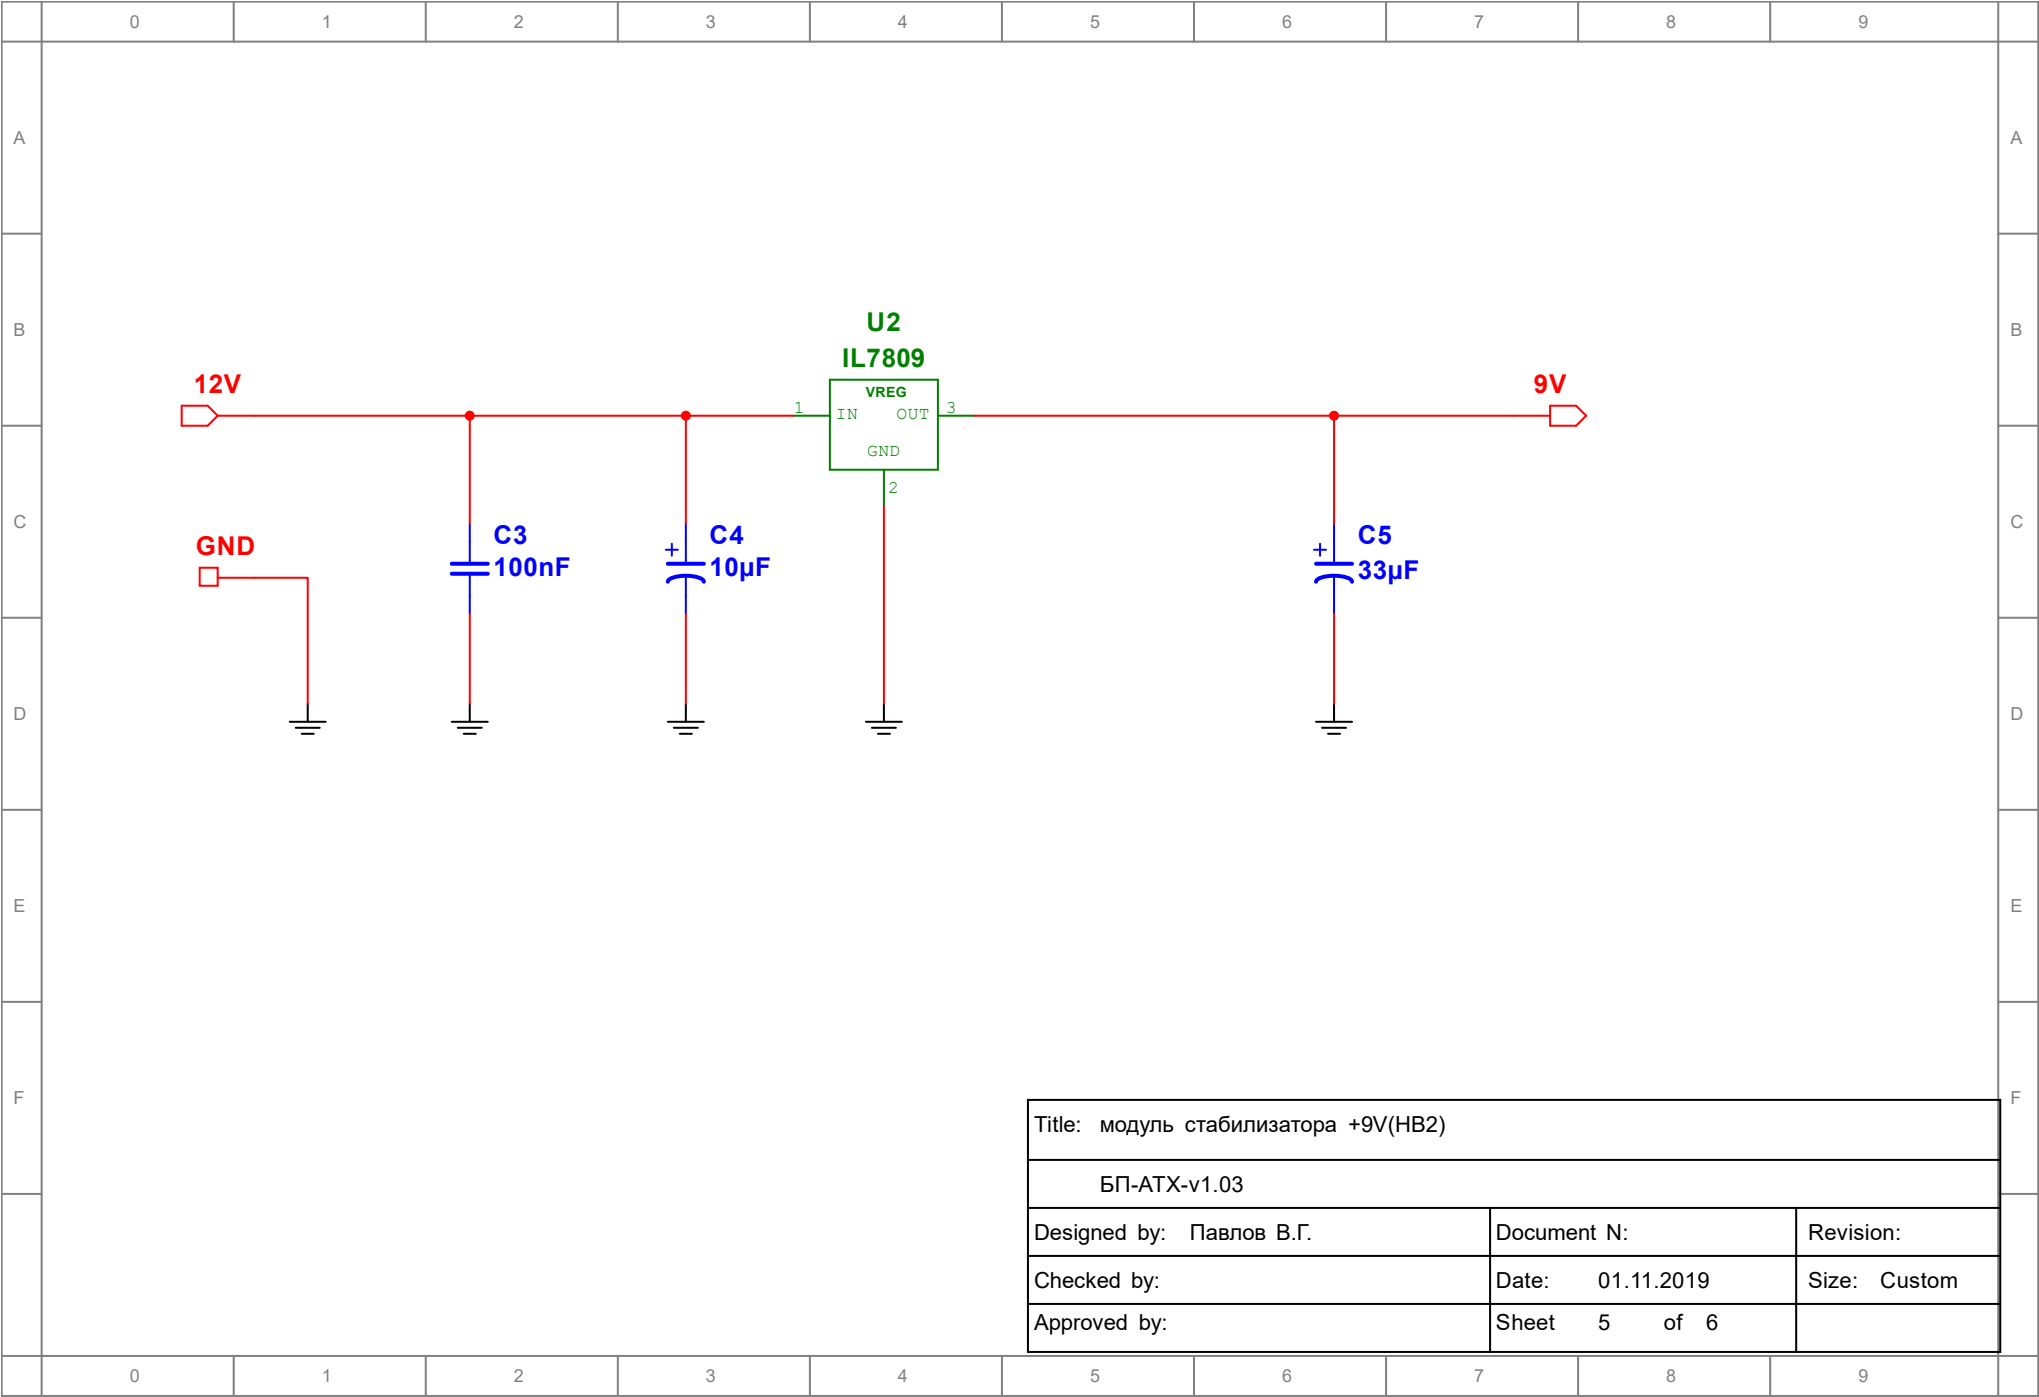 0 1 2 3 4 5 6 7 8 9
A A
B B
U2
IL7809
12V
VREG
9V
1 IN OUT 3
GND
2
C C
C3
100nF
C4
10µF
C5
33µF
GND
D D
E E
F F
Title: модуль стабилизатора +9V(HB2)
БП-ATX-v1.03
Designed by: Павлов В.Г. Document N: Revision:
Checked by: Date: 01.11.2019 Size: Custom
Approved by: Sheet 5 of 6
0 1 2 3 4 5 6 7 8 9